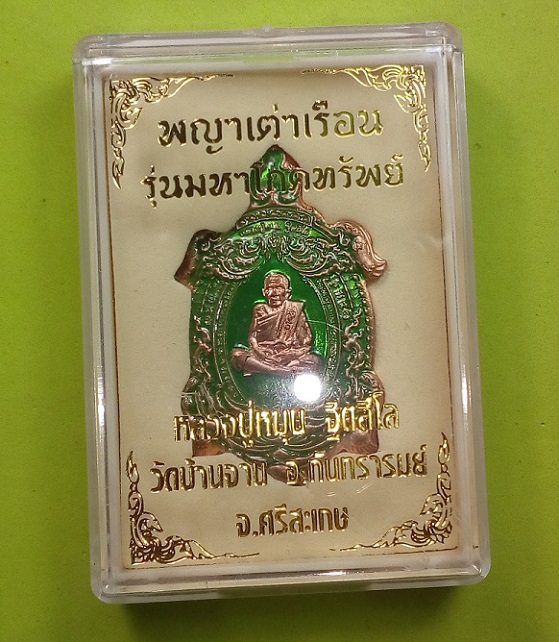 พญาเต่าเรือน
รุ่นมหาโภคทรัพย์
หลวงปู่หมุน ฐิตสีโล
วัดบ้านจาน อ.กันทรารมย์
จ.ศรีสะเกษ